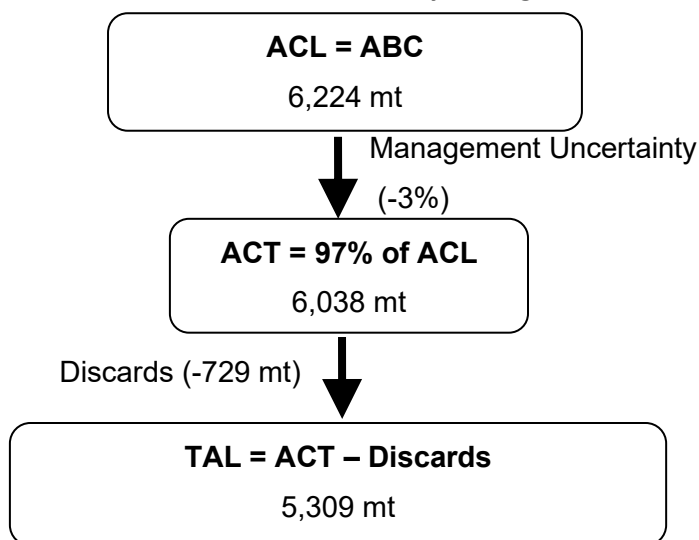 ACL = ABC
6,224 mt
Management Uncertainty
(-3%)
ACT = 97% of ACL
6,038 mt
Discards (-729 mt)
TAL = ACT – Discards
5,309 mt